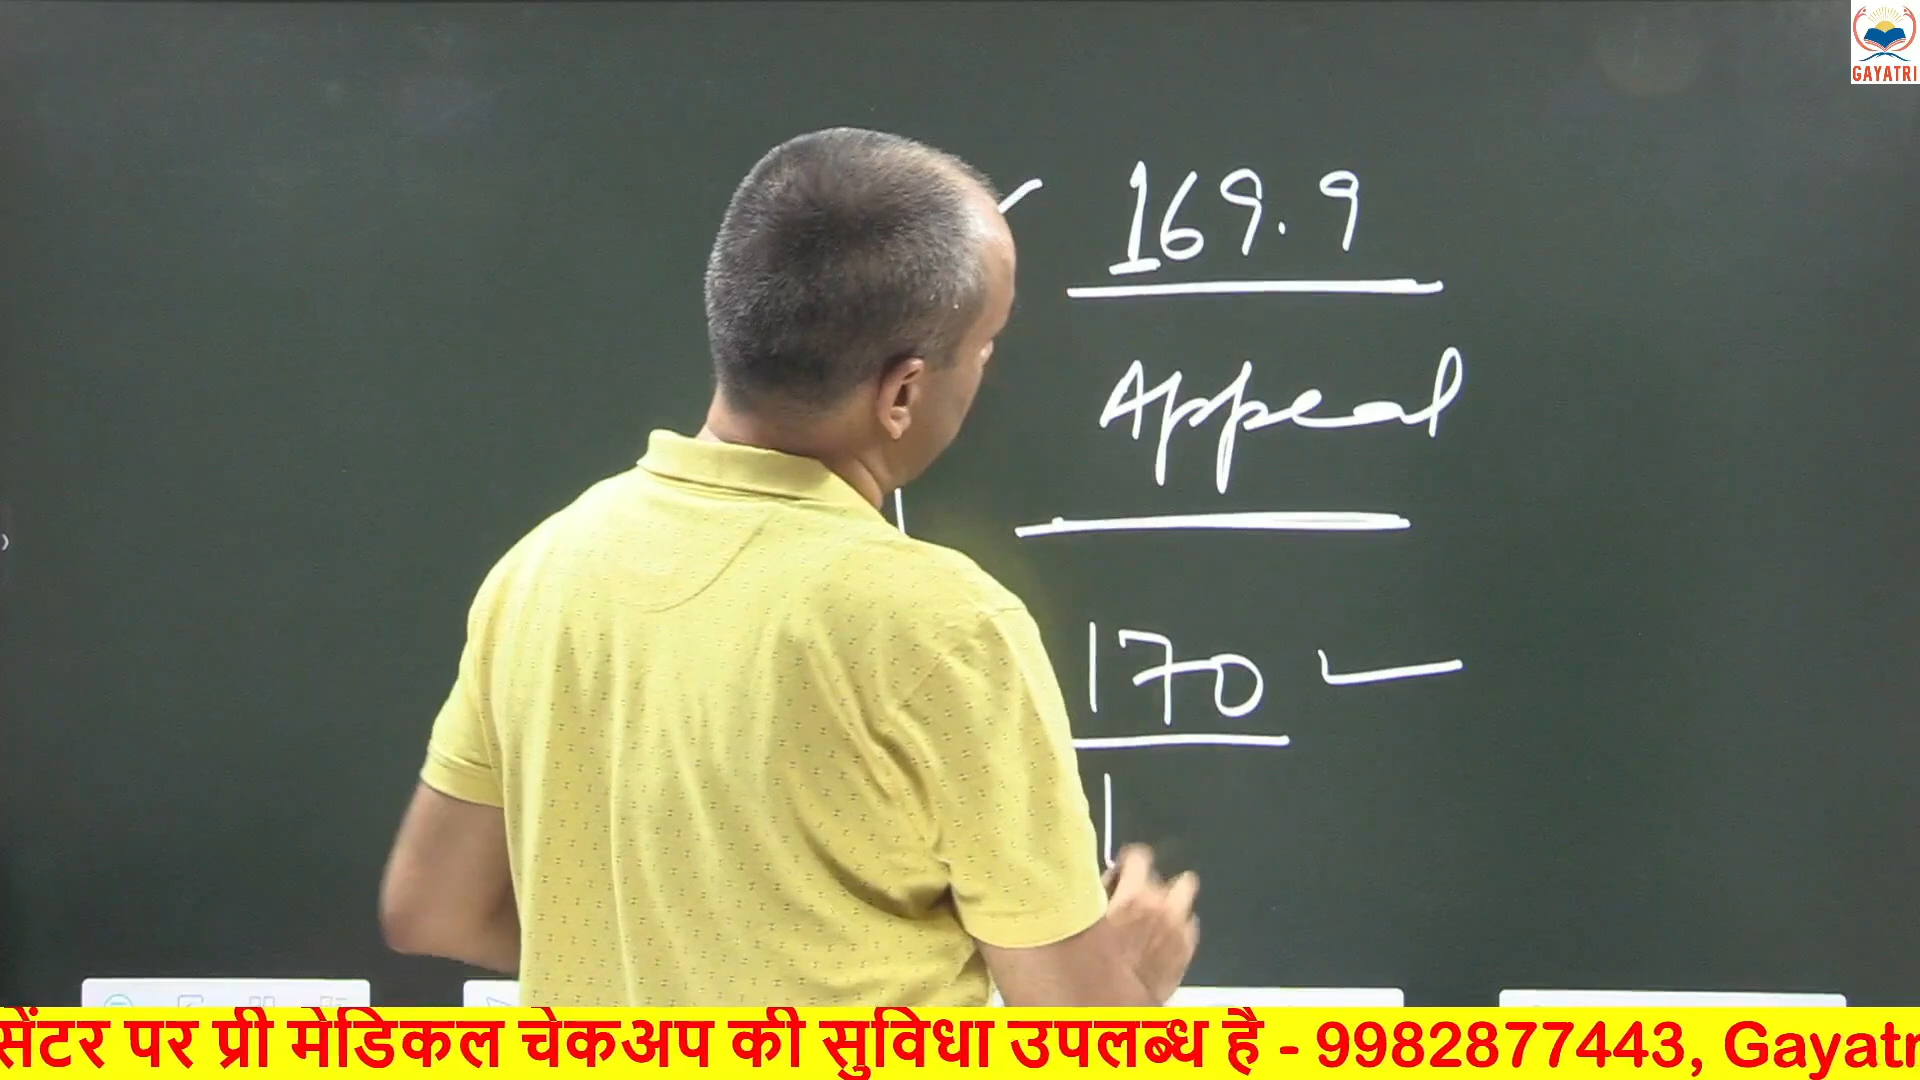 GAYATRI
169.9
Appeal
170
सेंटर पर प्री मेडिकल चेकअप की सुविधा उपलब्ध है - 9982877443, Gayatr